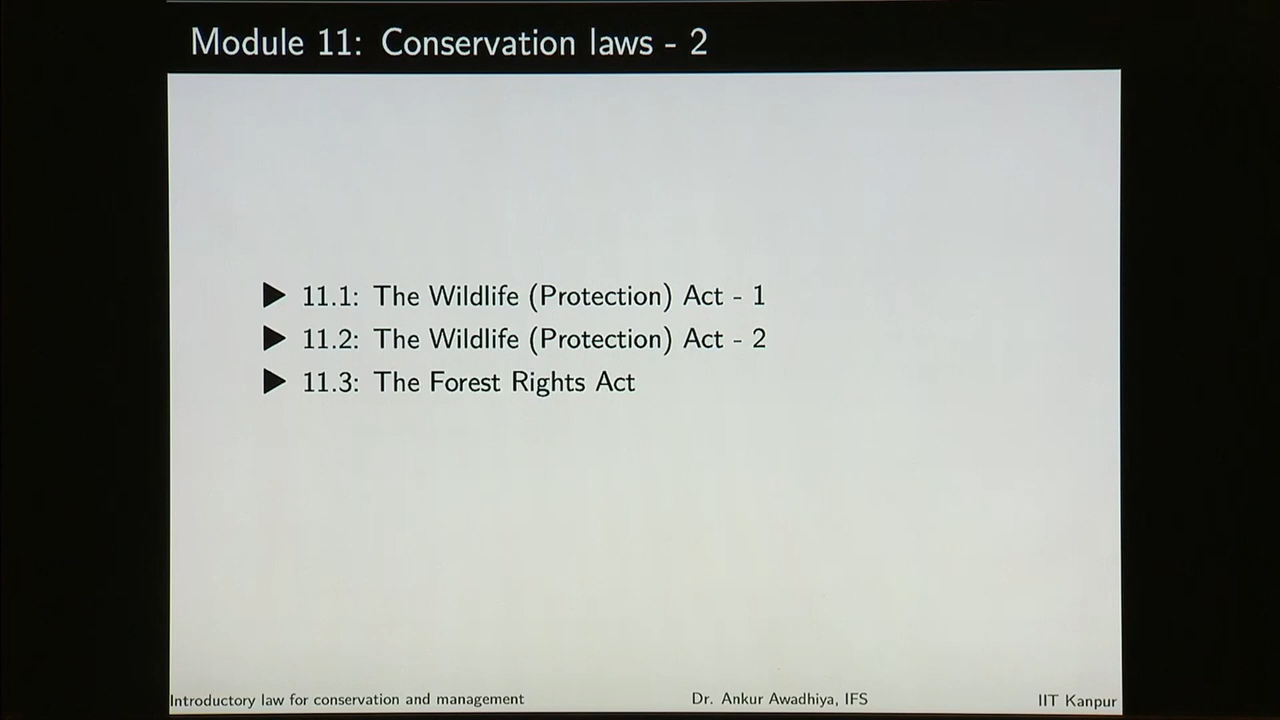 Module 11: Conservation laws - 2
▶ 11.1: The Wildlife (Protection) Act - 1
▶ 11.2: The Wildlife (Protection) Act - 2
▶ 11.3: The Forest Rights Act
Introductory law for conservation and management Dr. Ankur Awadhiya, IFS IIT Kanpur